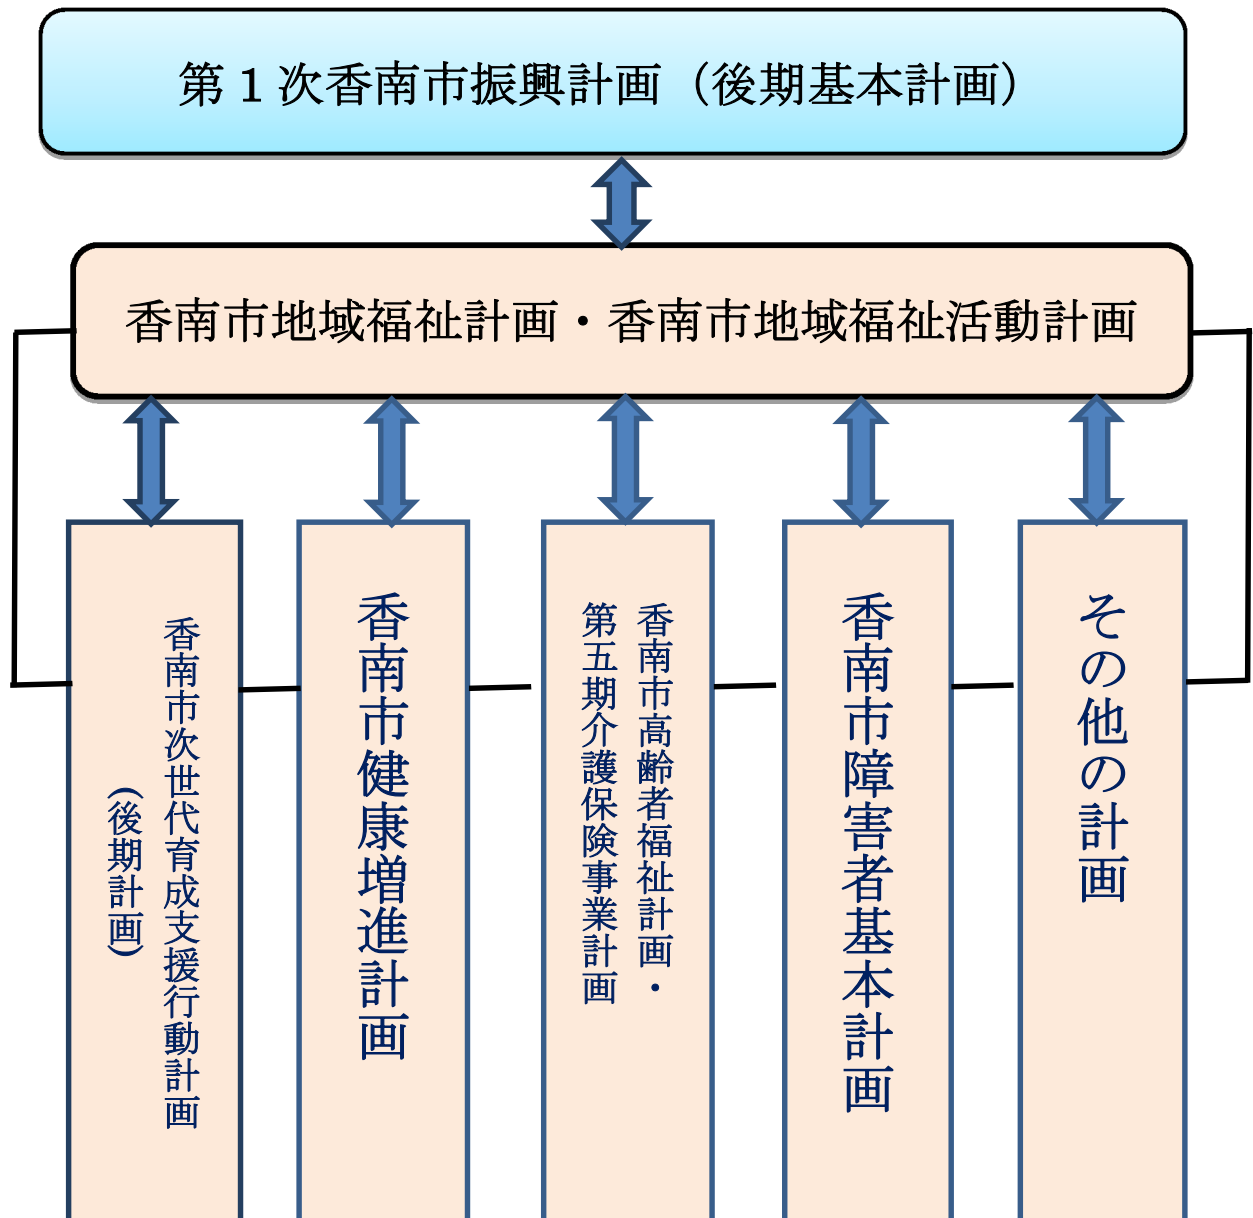 第1次香南市振興計画（後期基本計画）
香南市地域福祉計画・香南市地域福祉活動計画
香南市次世代育成支援行動計画
（後期計画）
香南市健康増進計画
香南市高齢者福祉計画・
第五期介護保険事業計画
香南市障害者基本計画
その他の計画